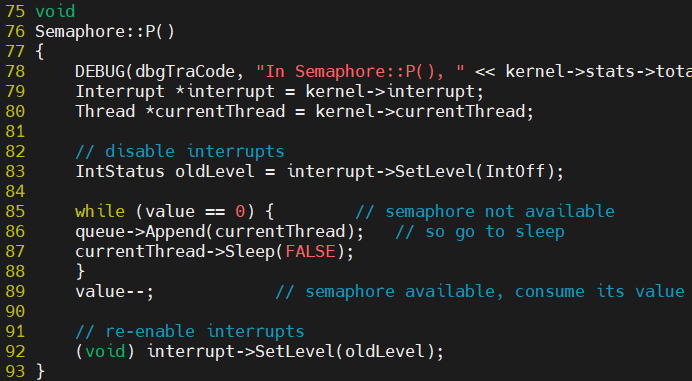 75 void
76 Semaphore::P()
77 {
78     DEBUG(dbgTraCode, "In Semaphore::P(), " << kernel->stats->tota
79     Interrupt *interrupt = kernel->interrupt;
80     Thread *currentThread = kernel->currentThread;
81
82     // disable interrupts
83     IntStatus oldLevel = interrupt->SetLevel(IntOff);
84
85     while (value == 0) {        // semaphore not available
86     queue->Append(currentThread);   // so go to sleep
87     currentThread->Sleep(FALSE);
88     }
89     value--;            // semaphore available, consume its value
90
91     // re-enable interrupts
92     (void) interrupt->SetLevel(oldLevel);
93 }